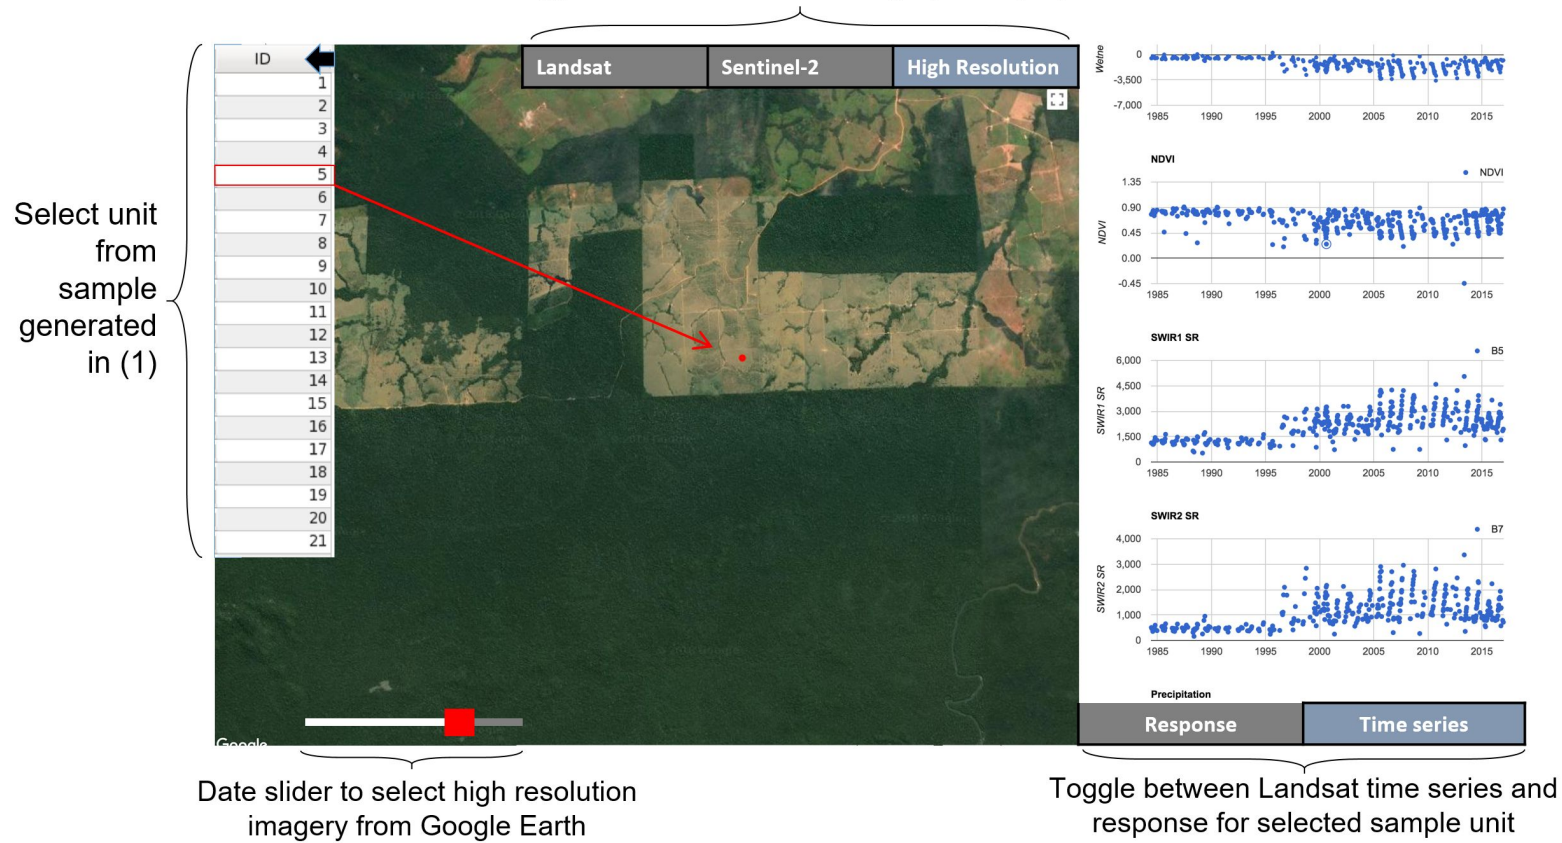 ID
1
2
3
4
5
6
7
8
9
10
11
12
13
14
15
16
17
18
19
20
21
Select unit
from
sample
generated
in (1)
Landsat
Sentinel-2
High Resolution
Google
Date slider to select high resolution
imagery from Google Earth
Wetne
0
-3,500
-7,000
1985 1990 1995 2000 2005 2010 2015
NDVI
NDVI
NDVI
1.35
0.90
0.45
0.00
-0.45
1985 1990 1995 2000 2005 2010 2015
SWIR1 SR
B5
SWIR1 SR
6,000
4,500
3,000
1,500
0
1985 1990 1995 2000 2005 2010 2015
SWIR2 SR
B7
SWIR2 SR
4,000
3,000
2,000
1,000
0
1985 1990 1995 2000 2005 2010 2015
Precipitation
Response
Time series
Toggle between Landsat time series and
response for selected sample unit